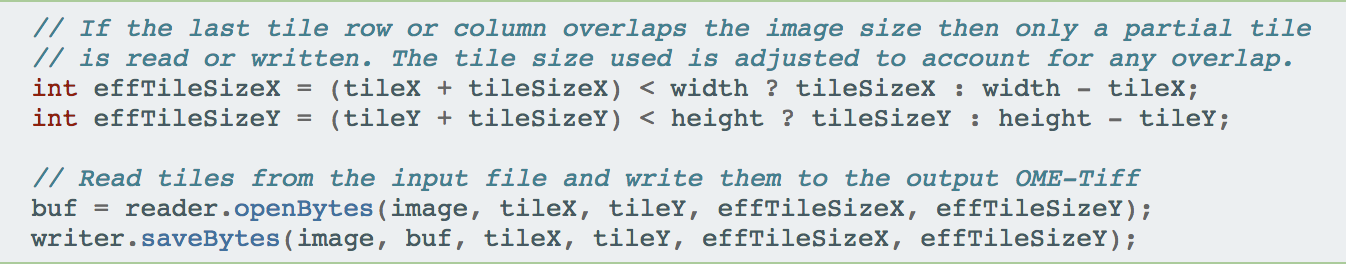 // If the last tile row or column overlaps the image size then only a partial tile
// is read or written. The tile size used is adjusted to account for any overlap.
int effTileSizeX = (tileX + tileSizeX) < width ? tileSizeX : width - tileX;
int effTileSizeY = (tileY + tileSizeY) < height ? tileSizeY : height - tileY;
// Read tiles from the input file and write them to the output OME-Tiff
buf = reader.openBytes(image, tileX, tileY, effTileSizeX, effTileSizeY);
writer.saveBytes(image, buf, tileX, tileY, effTileSizeX, effTileSizeY);